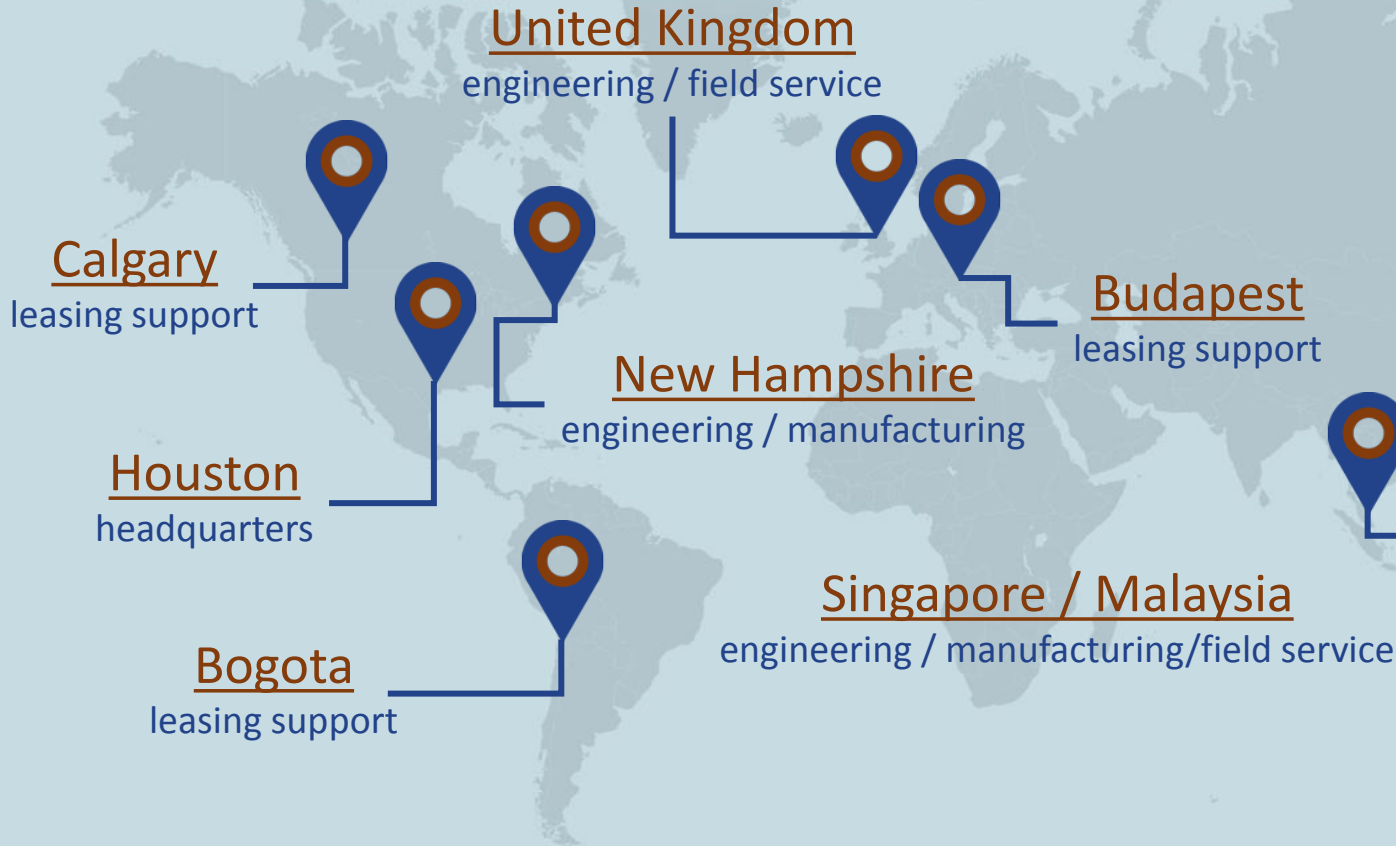 United Kingdom
engineering / field service
Calgary
leasing support
Budapest
leasing support
New Hampshire
engineering / manufacturing
Houston
headquarters
Singapore / Malaysia
engineering / manufacturing/field service
Bogota
leasing support